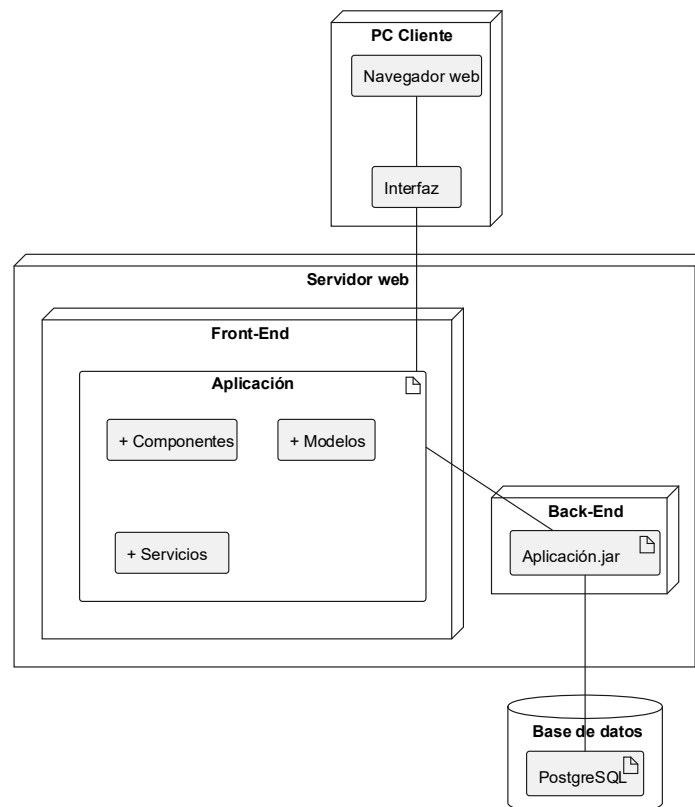 PC Cliente
Navegador web
Interfaz
Servidor web
Front-End
Aplicación
+ Componentes
+ Modelos
+ Servicios
Back-End
Aplicación.jar
Base de datos
PostgreSQL